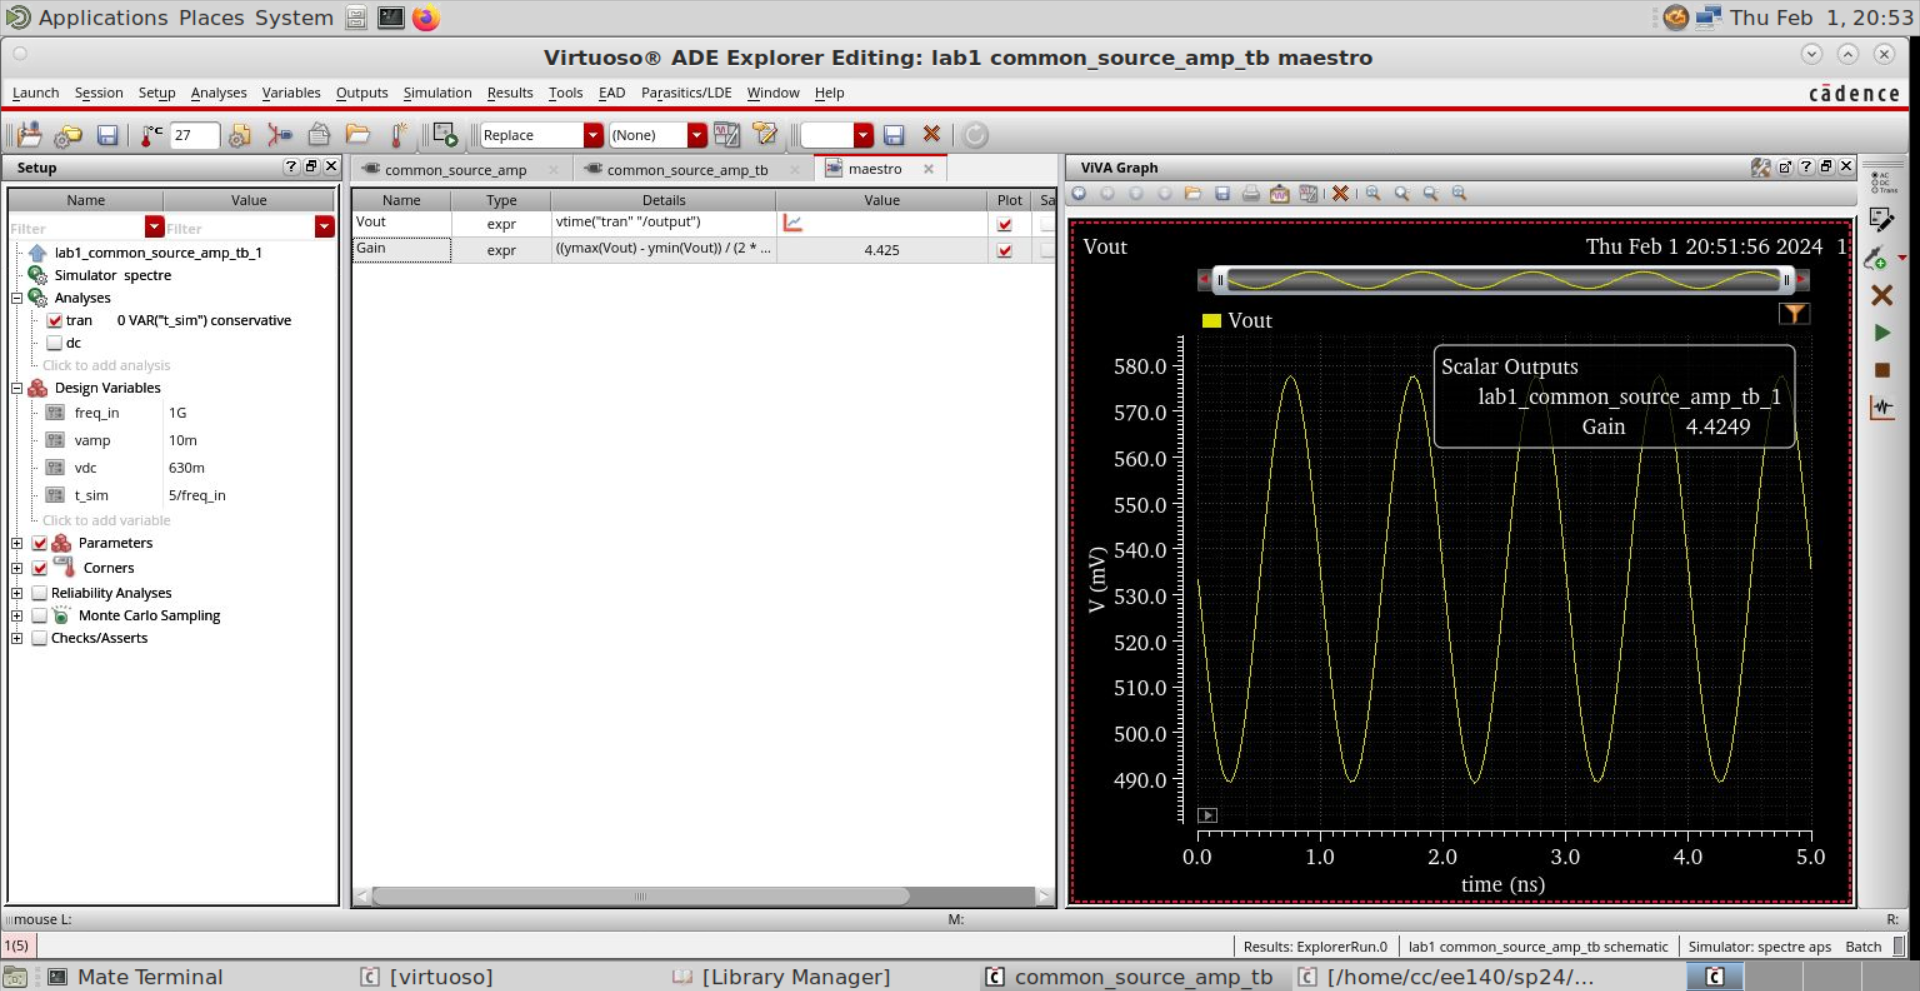 Applications Places System
Thu Feb 1, 20:53
Virtuoso® ADE Explorer Editing: lab1 common_source_amp_tb maestro
Launch Session Setup Analyses Variables Outputs Simulation Results Tools EAD Parasitics/LDE Window Help
cādence
27
Replace
(None)
Setup
Name Value
Filter Filter
lab1_common_source_amp_tb_1
Simulator spectre
Analyses
tran 0 VAR("t_sim") conservative
dc
Click to add analysis
Design Variables
freq_in 1G
vamp 10m
vdc 630m
t_sim 5/freq_in
Click to add variable
Parameters
Corners
Reliability Analyses
Monte Carlo Sampling
Checks/Asserts
common_source_amp
common_source_amp_tb
maestro
Name Type Details Value Plot Sa
Vout expr vtime("tran" "/output")
Gain expr ((ymax(Vout) - ymin(Vout)) / (2 * ... 4.425
ViVA Graph
Vout
Thu Feb 1 20:51:56 2024 1
Vout
Scalar Outputs
lab1_common_source_amp_tb_1
Gain 4.4249
580.0
570.0
560.0
550.0
540.0
530.0
520.0
510.0
500.0
490.0
V (mV)
0.0 1.0 2.0 3.0 4.0 5.0
time (ns)
AC
DC
Trans
mouse L:
M:
R:
1(5)
Results: ExplorerRun.0
lab1 common_source_amp_tb schematic
Simulator: spectre aps
Batch
Mate Terminal
[virtuoso]
[Library Manager]
common_source_amp_tb
[/home/cc/ee140/sp24/...